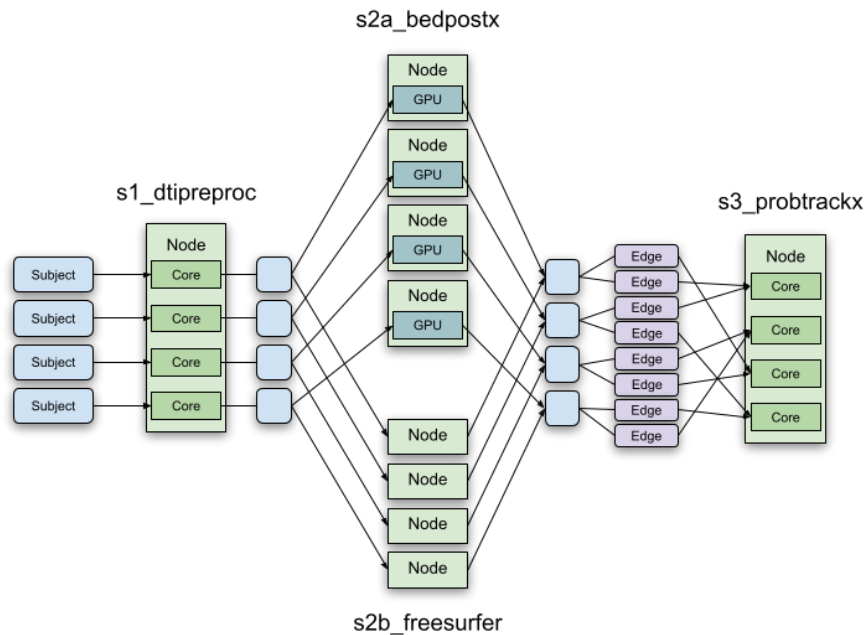 s2a_bedpostx
Node
GPU
Node
GPU
Node
GPU
Node
GPU
s1_dtipreproc
Node
Subject
Core
Subject
Core
Subject
Core
Subject
Core
Node
Node
Node
Node
s2b_freesurfer
Edge
Edge
Edge
Edge
Edge
Edge
Edge
Edge
s3_probtrackx
Node
Core
Core
Core
Core